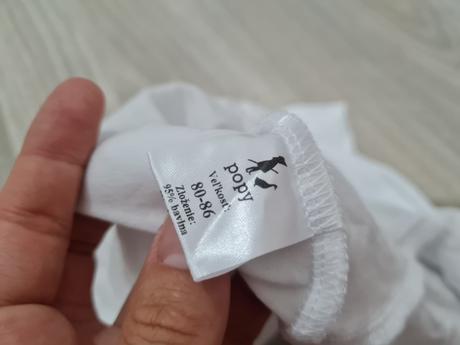 popy
Veľkosť:
80-86
Zloženie:
95% bavlna